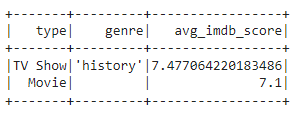 +-------+---------+-----------------+
|   type|    genre|   avg_imdb_score|
+-------+---------+-----------------+
|TV Show|'history'|7.477064220183486|
|  Movie|         |              7.1|
+-------+---------+-----------------+